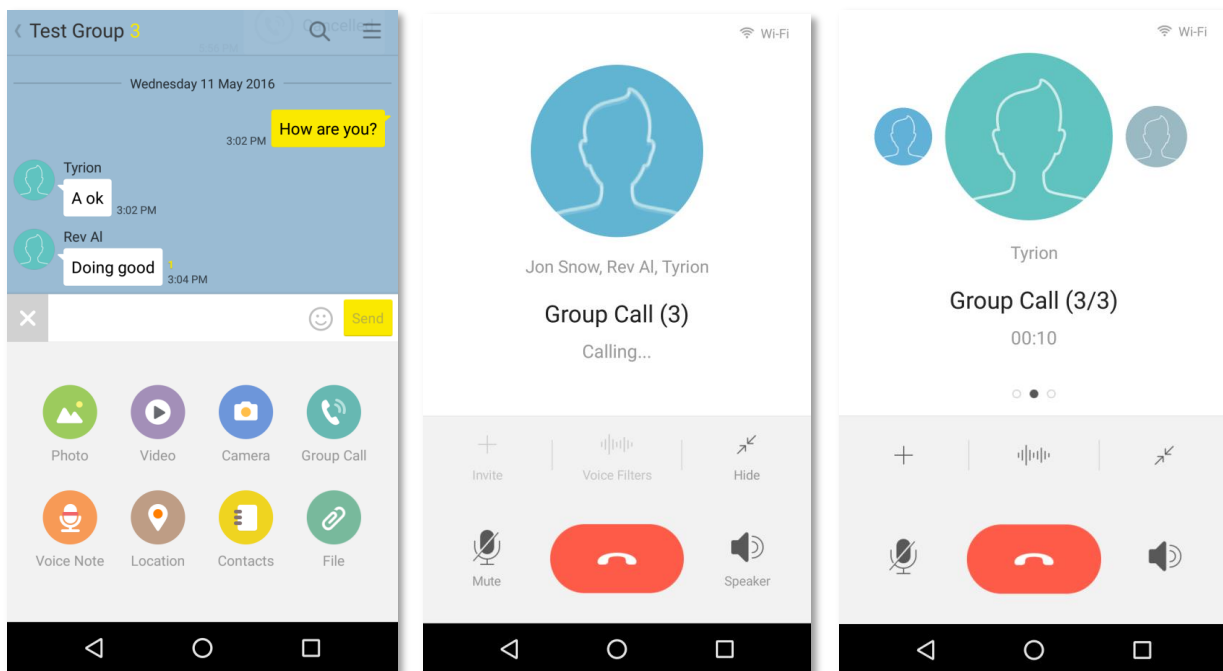 Test Group 3
Cancelled
Wednesday 11 May 2016
How are you?
3:02 PM
Tyrion
A ok
3:02 PM
Rev Al
Doing good
1
3:04 PM
Send
Photo Video Camera Group Call
Voice Note Location Contacts File
Wi-Fi
Jon Snow, Rev Al, Tyrion
Group Call (3)
Calling...
Invite Voice Filters Hide
Mute Speaker
Wi-Fi
Tyrion
Group Call (3/3)
00:10